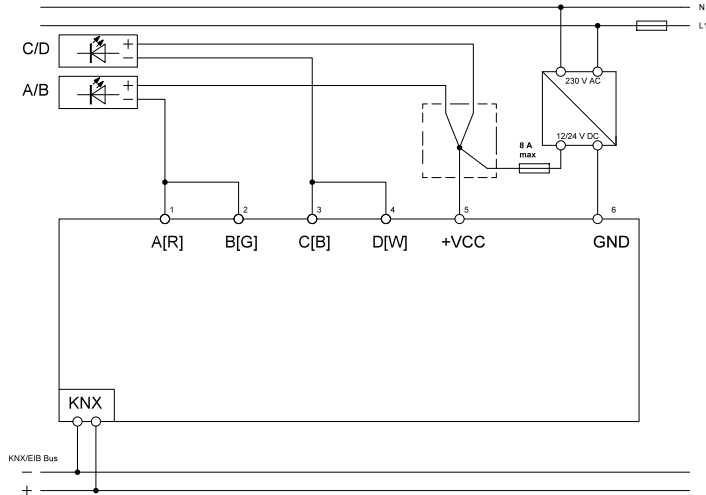 N
L1
C/D + −
A/B + −
230 V AC
12/24 V DC
8 A
max
1 2 3 4 5 6
A[R] B[G] C[B] D[W] +VCC GND
KNX
KNX/EIB Bus
−
+